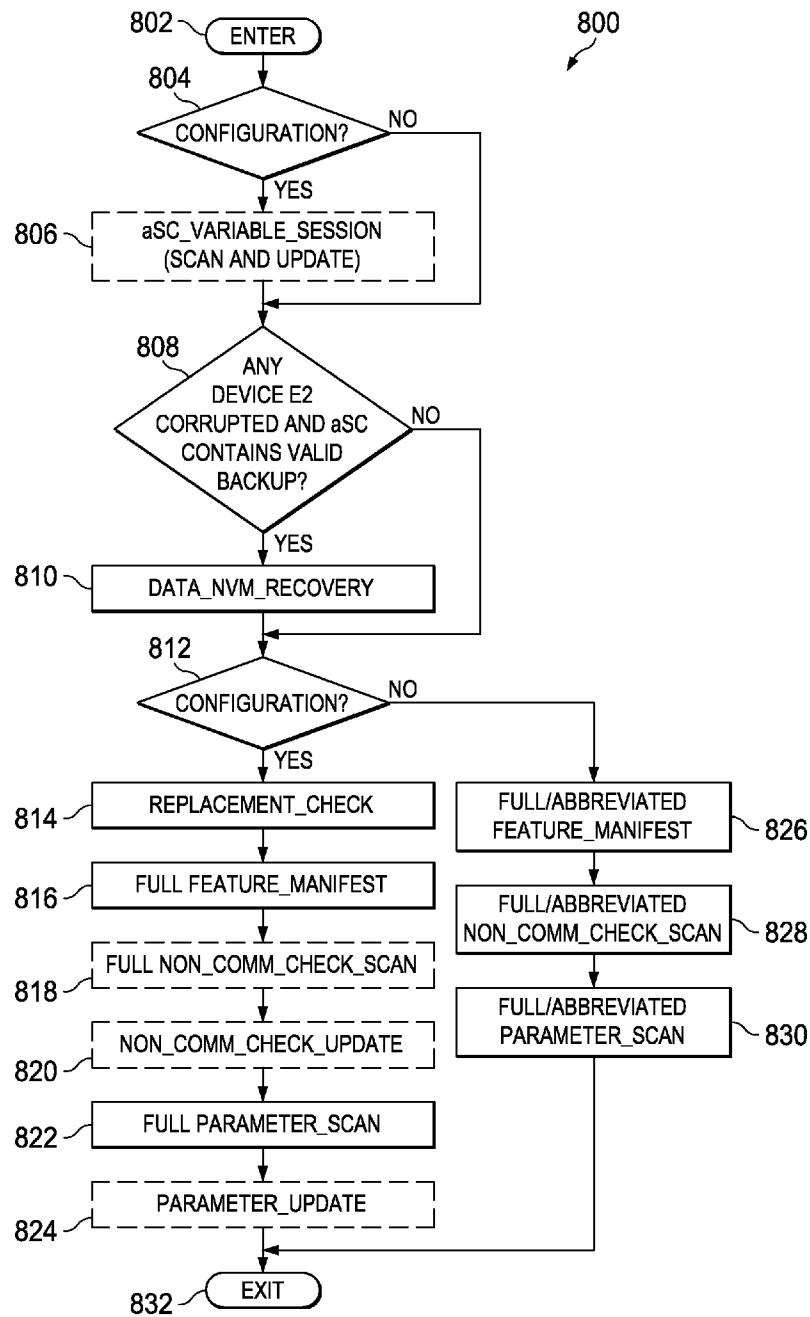 802
ENTER
800
804
CONFIGURATION?
NO
YES
806
aSC_VARIABLE_SESSION
(SCAN AND UPDATE)
808
ANY
DEVICE E2
CORRUPTED AND aSC
CONTAINS VALID
BACKUP?
NO
YES
810
DATA_NVM_RECOVERY
812
CONFIGURATION?
NO
YES
814
REPLACEMENT_CHECK
816
FULL FEATURE_MANIFEST
818
FULL NON_COMM_CHECK_SCAN
820
NON_COMM_CHECK_UPDATE
822
FULL PARAMETER_SCAN
824
PARAMETER_UPDATE
FULL/ABBREVIATED
FEATURE_MANIFEST
826
FULL/ABBREVIATED
NON_COMM_CHECK_SCAN
828
FULL/ABBREVIATED
PARAMETER_SCAN
830
832
EXIT